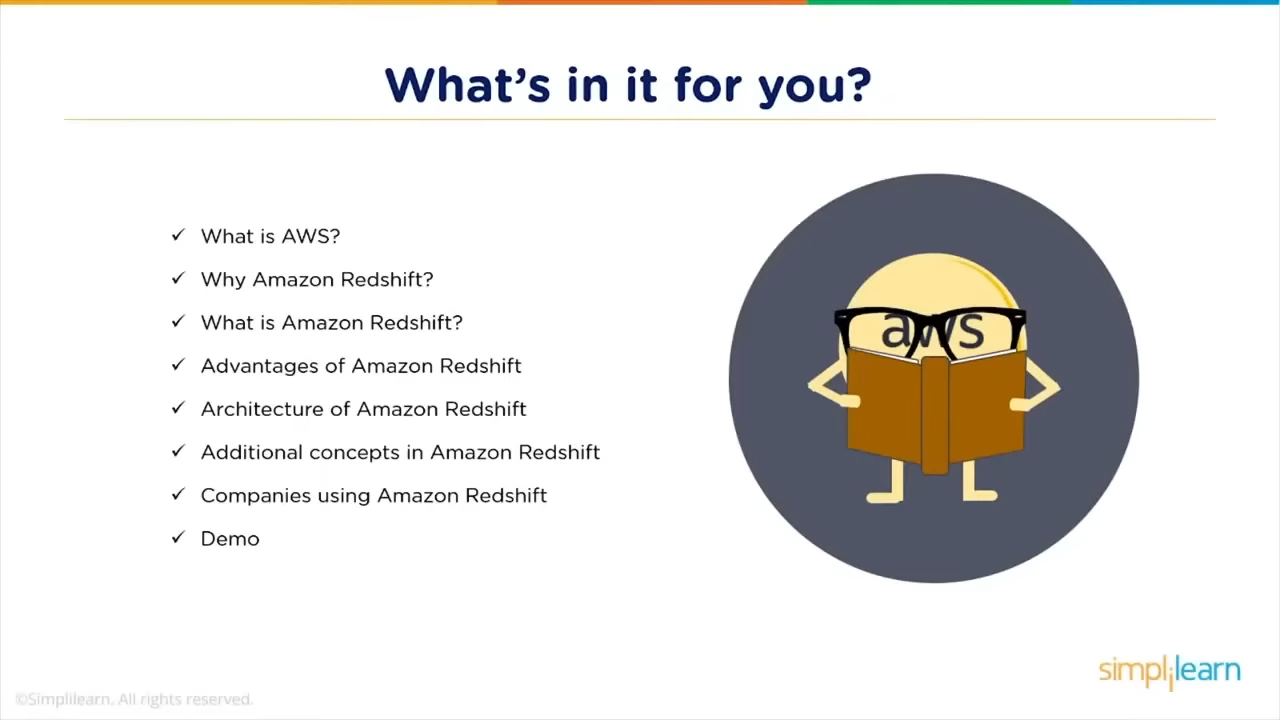 What's in it for you?
What is AWS?
Why Amazon Redshift?
What is Amazon Redshift?
Advantages of Amazon Redshift
Architecture of Amazon Redshift
Additional concepts in Amazon Redshift
Companies using Amazon Redshift
Demo
aws
simplilearn
©Simplilearn. All rights reserved.